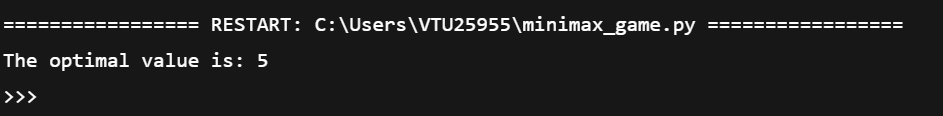 ================= RESTART: C:\Users\VTU25955\minimax_game.py =================
The optimal value is: 5
>>>